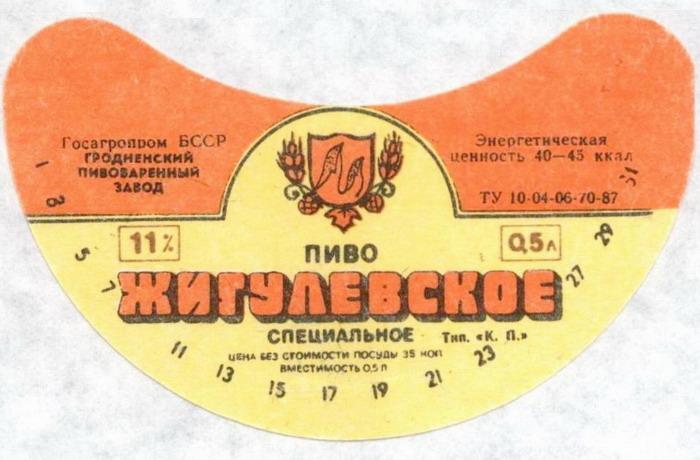 Госагропром БССР
ГРОДНЕНСКИЙ
ПИВОВАРЕННЫЙ
ЗАВОД
Энергетическая
ценность 40—45 ккал
ТУ 10-04-06-70-87
11%
0,5л
ПИВО
ЖИГУЛЕВСКОЕ
СПЕЦИАЛЬНОЕ Тип. «К. П.»
ЦЕНА БЕЗ СТОИМОСТИ ПОСУДЫ 35 КОП
ВМЕСТИМОСТЬ 0,5 Л
1 3 5 7 11 13 15 17 19 21 23 27 29 31